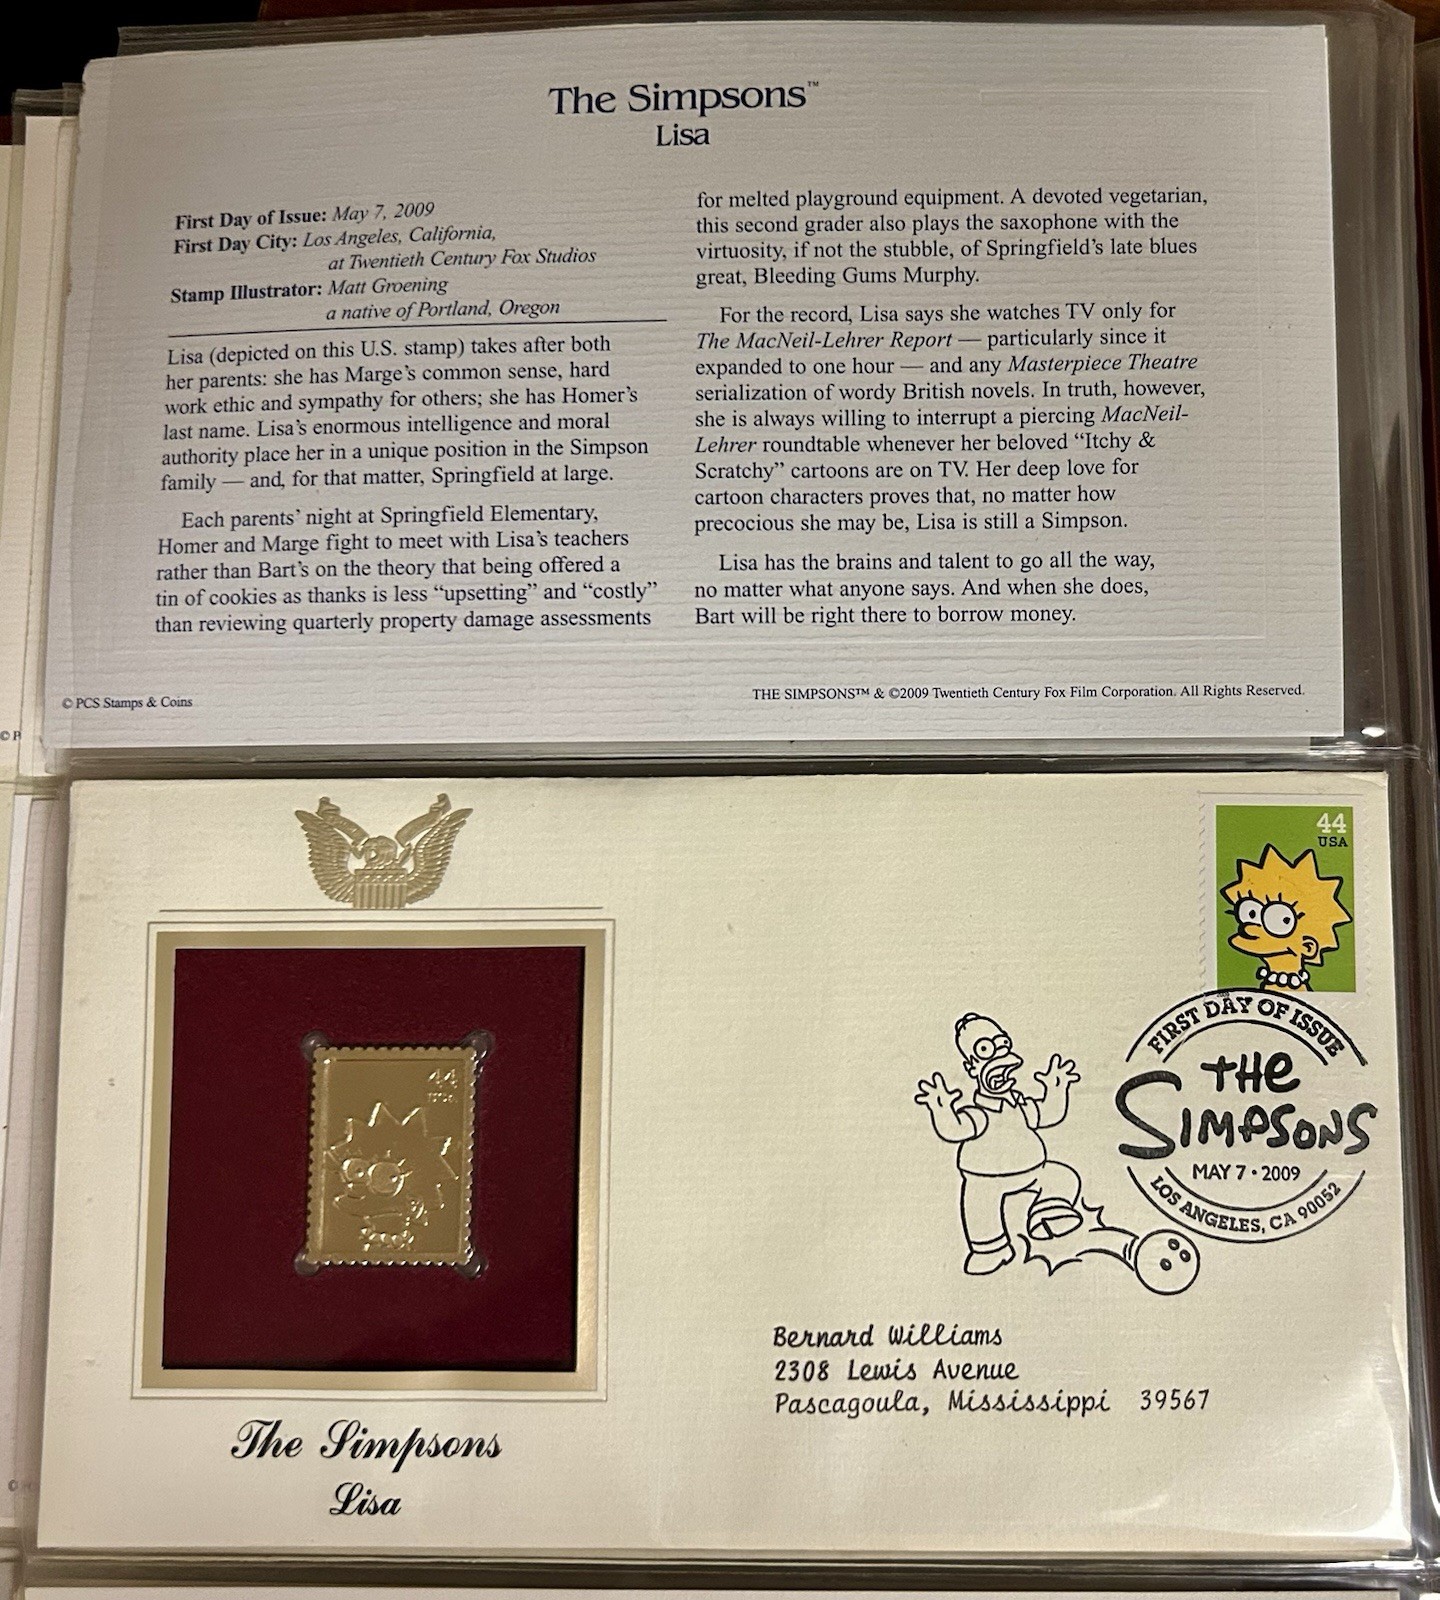 The Simpsons™
Lisa
First Day of Issue: May 7, 2009
First Day City: Los Angeles, California,
at Twentieth Century Fox Studios
Stamp Illustrator: Matt Groening
a native of Portland, Oregon
Lisa (depicted on this U.S. stamp) takes after both
her parents: she has Marge’s common sense, hard
work ethic and sympathy for others; she has Homer’s
last name. Lisa’s enormous intelligence and moral
authority place her in a unique position in the Simpson
family — and, for that matter, Springfield at large.
Each parents’ night at Springfield Elementary,
Homer and Marge fight to meet with Lisa’s teachers
rather than Bart’s on the theory that being offered a
tin of cookies as thanks is less “upsetting” and “costly”
than reviewing quarterly property damage assessments
for melted playground equipment. A devoted vegetarian,
this second grader also plays the saxophone with the
virtuosity, if not the stubble, of Springfield’s late blues
great, Bleeding Gums Murphy.
For the record, Lisa says she watches TV only for
The MacNeil-Lehrer Report — particularly since it
expanded to one hour — and any Masterpiece Theatre
serialization of wordy British novels. In truth, however,
she is always willing to interrupt a piercing MacNeil-
Lehrer roundtable whenever her beloved “Itchy &
Scratchy” cartoons are on TV. Her deep love for
cartoon characters proves that, no matter how
precocious she may be, Lisa is still a Simpson.
Lisa has the brains and talent to go all the way,
no matter what anyone says. And when she does,
Bart will be right there to borrow money.
© PCS Stamps & Coins
THE SIMPSONS™ & ©2009 Twentieth Century Fox Film Corporation. All Rights Reserved.
© P
44
USA
FIRST DAY OF ISSUE
THE
SIMPSONS
MAY 7 • 2009
LOS ANGELES, CA 90052
44
USA
Bernard Williams
2308 Lewis Avenue
Pascagoula, Mississippi 39567
The Simpsons
Lisa